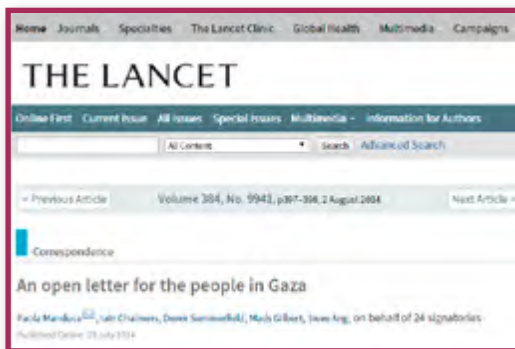 Home Journals Specialties The Lancet Clinic Global Health Multimedia Campaigns
THE LANCET
Online First Current Issue All Issues Special Issues Multimedia Information for Authors
All Content Search Advanced Search
< Previous Article Volume 384, No. 9941, p397–398, 2 August 2014 Next Article >
Correspondence
An open letter for the people in Gaza
Paola Manduca, Iain Chalmers, Derek Summerfield, Mads Gilbert, Swee Ang, on behalf of 24 signatories
Published Online: July 2014